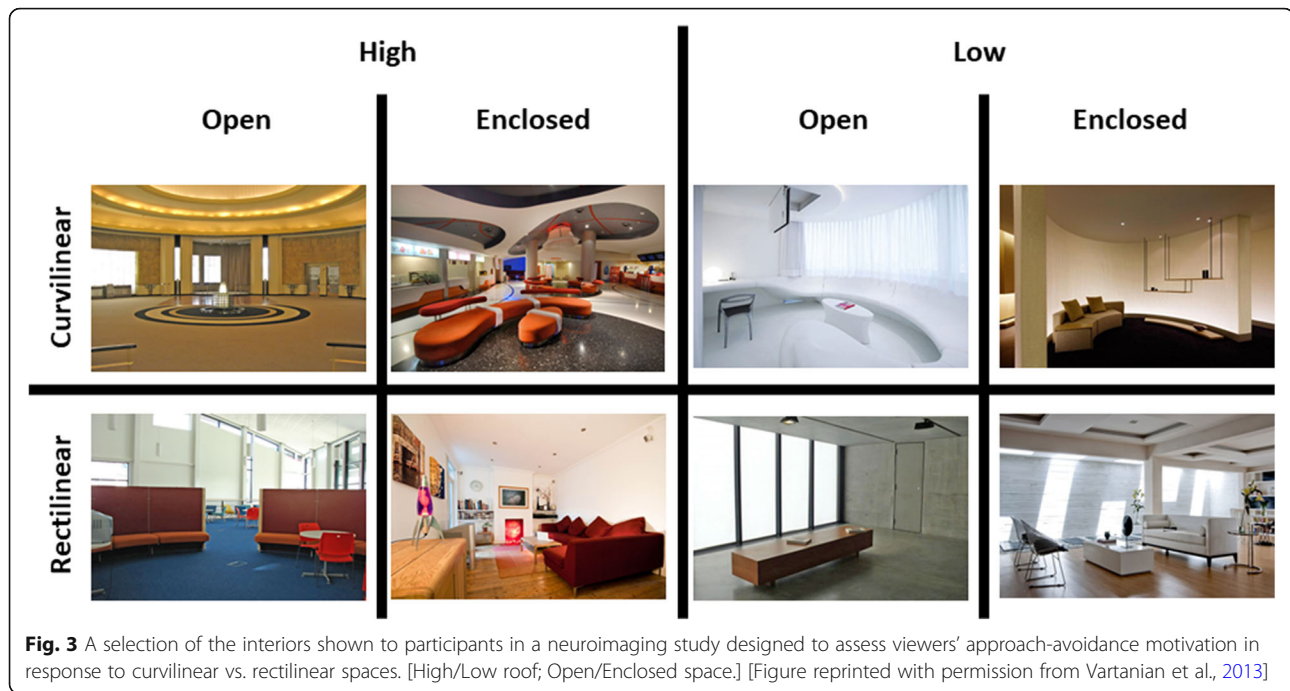 High Low
Open Enclosed Open Enclosed
Curvilinear
Rectilinear
Fig. 3 A selection of the interiors shown to participants in a neuroimaging study designed to assess viewers’ approach-avoidance motivation in
response to curvilinear vs. rectilinear spaces. [High/Low roof; Open/Enclosed space.] [Figure reprinted with permission from Vartanian et al., 2013]